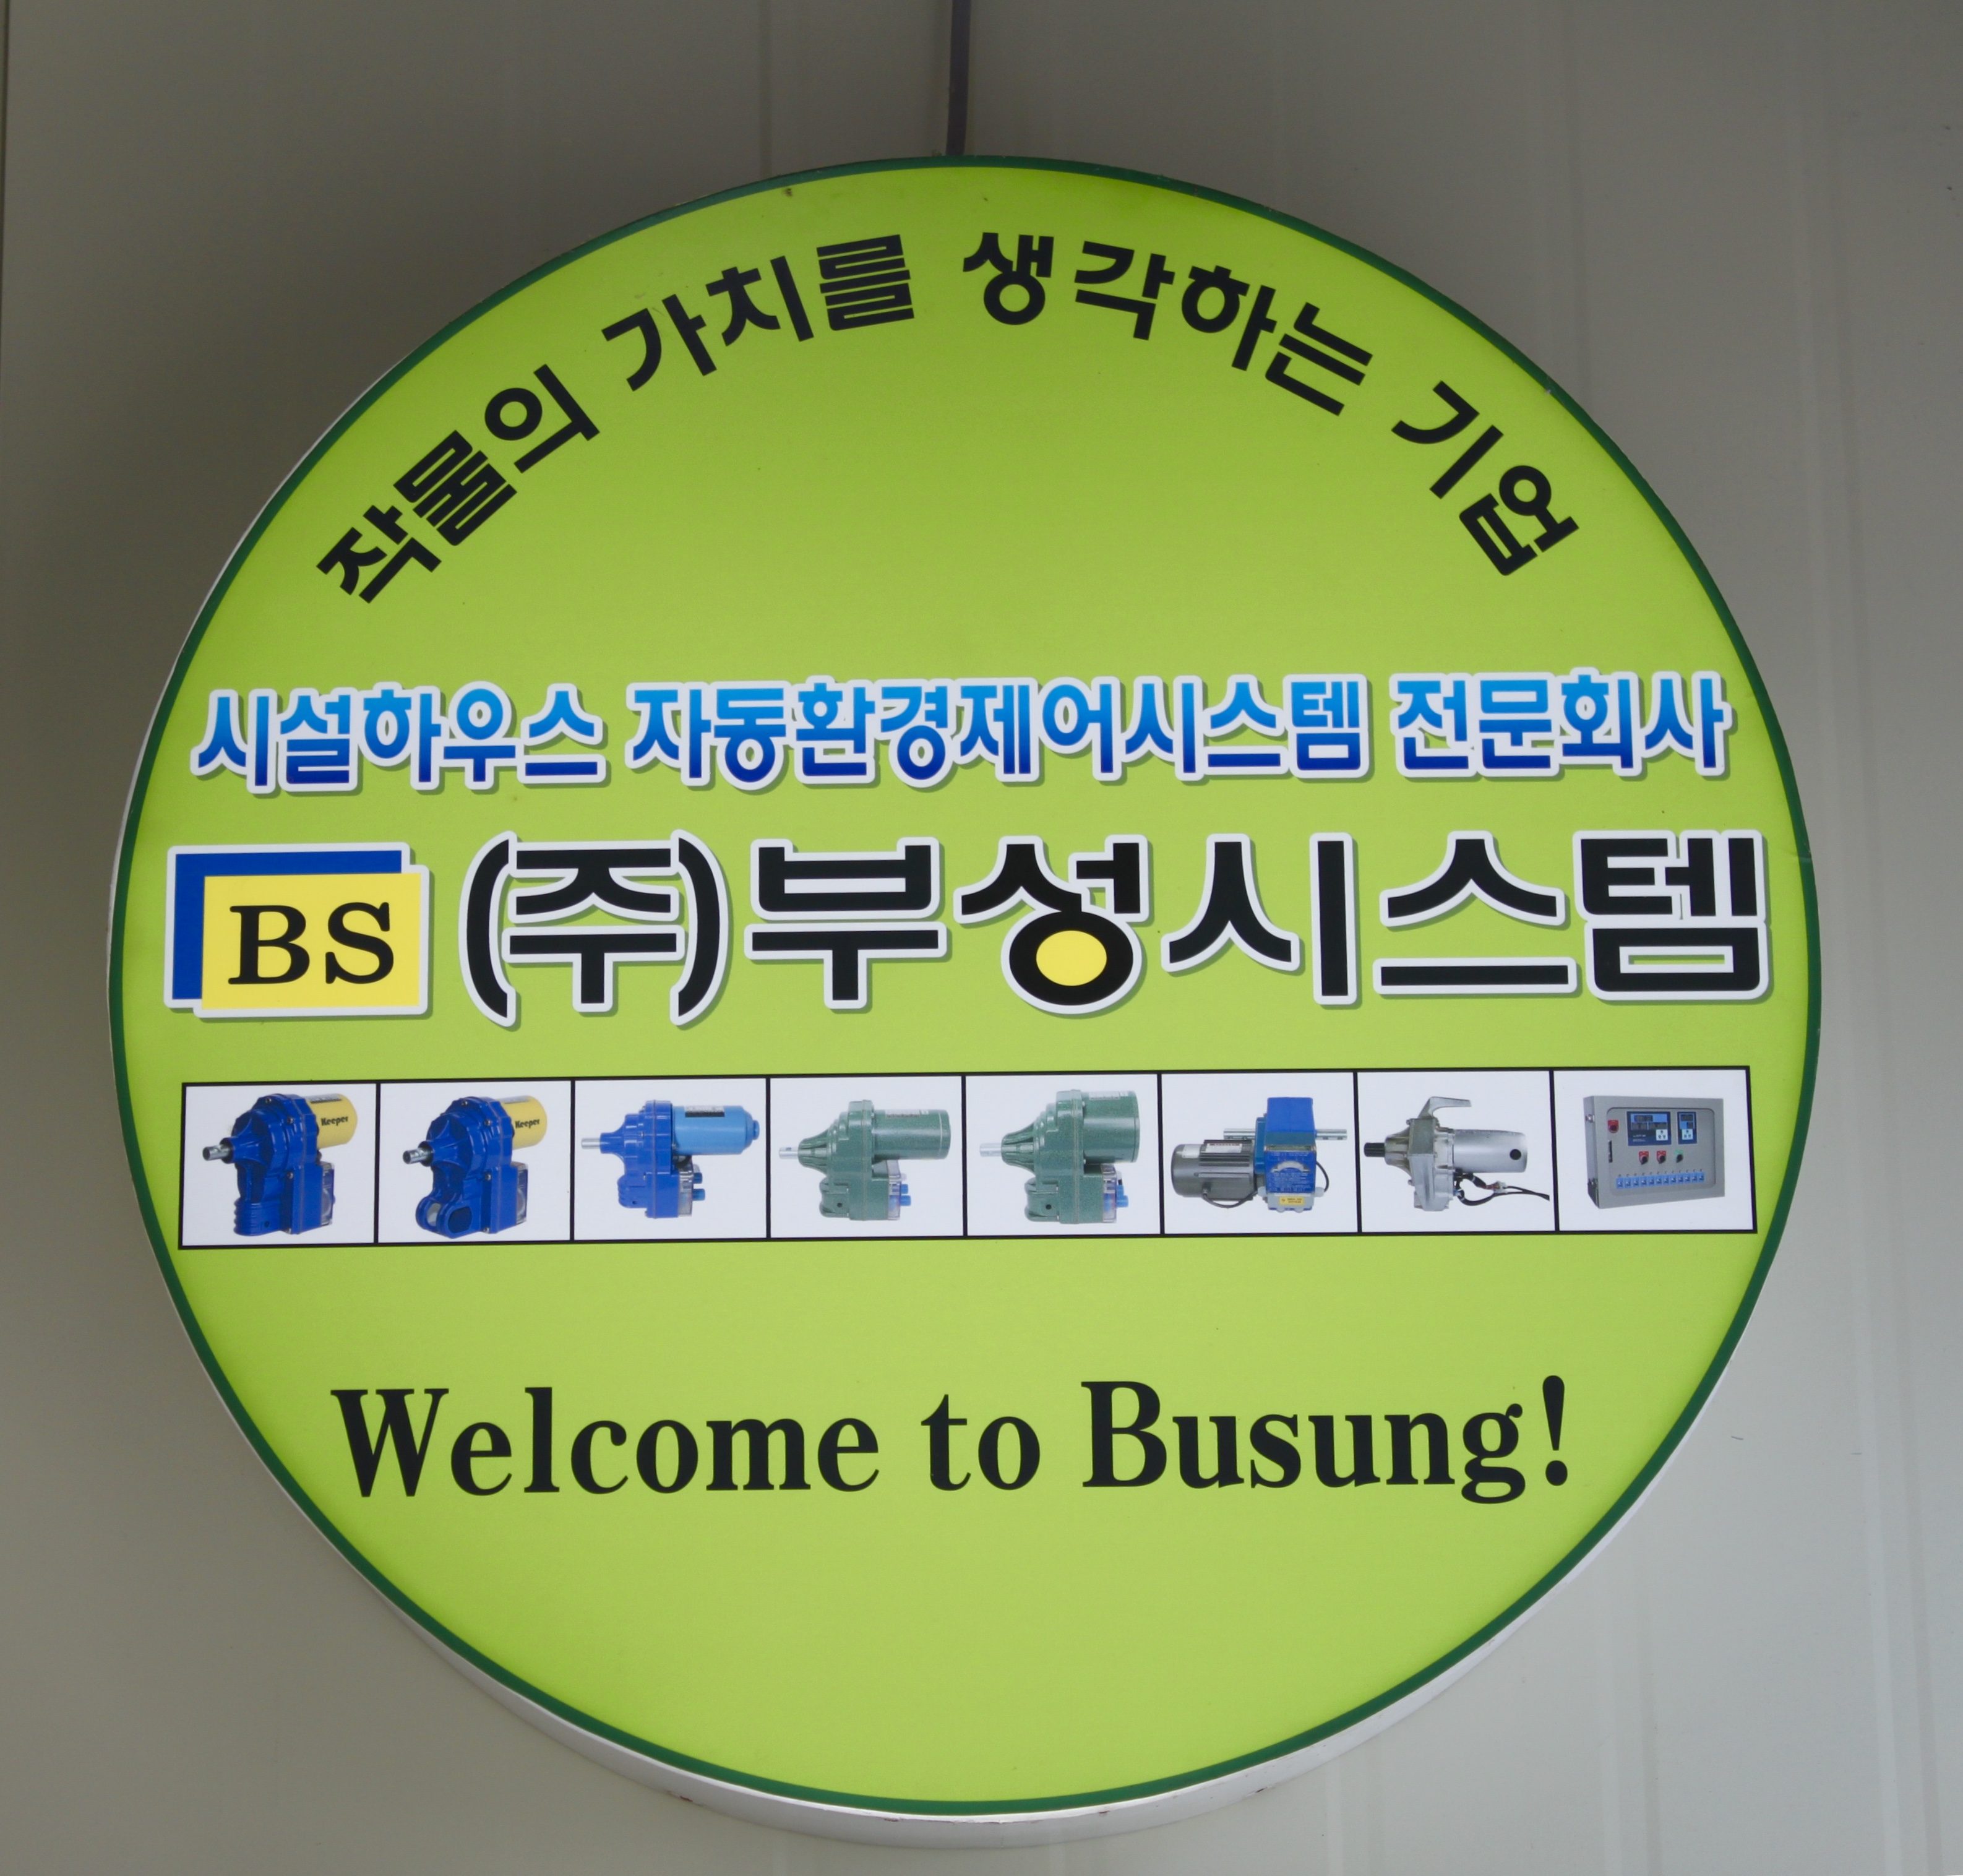 작물의 가치를 생각하는 기업
시설하우스 자동환경제어시스템 전문회사
BS (주)부성시스템
Keeper Keeper
Welcome to Busung!